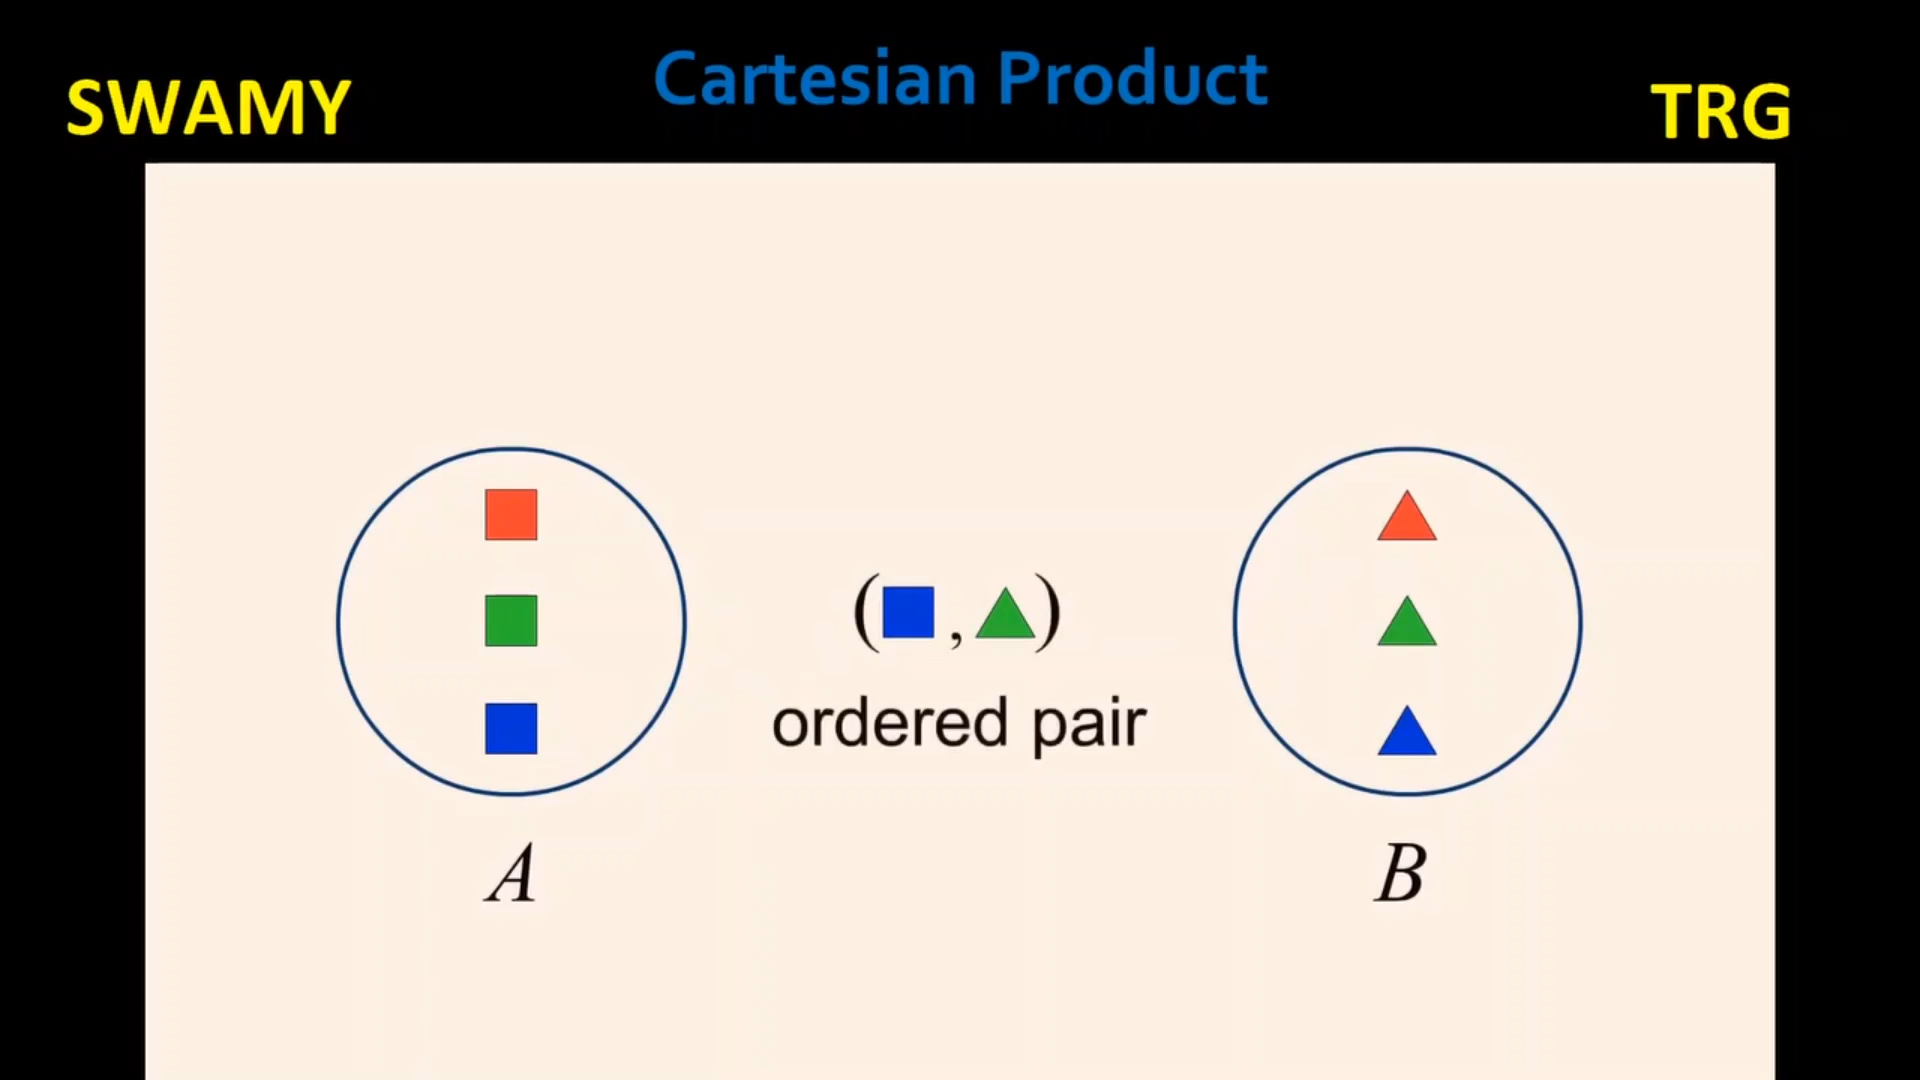 SWAMY
Cartesian Product
TRG
( , )
ordered pair
A
B